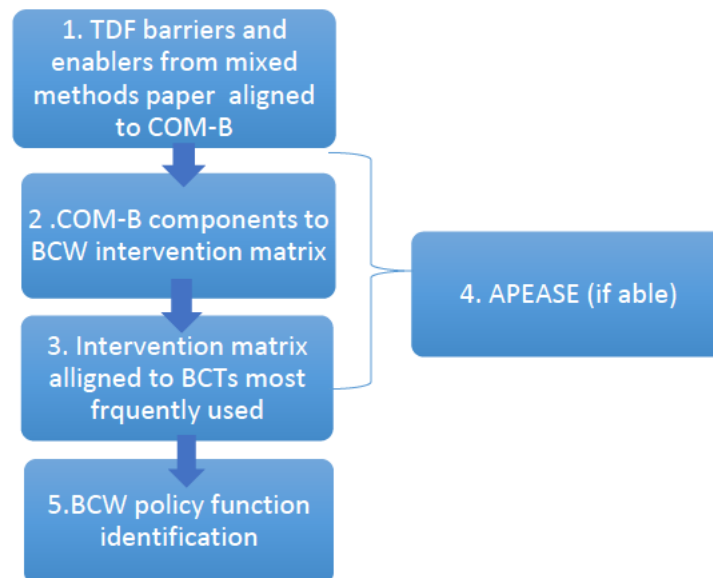 1. TDF barriers and
enablers from mixed
methods paper aligned
to COM-B
2 .COM-B components to
BCW intervention matrix
3. Intervention matrix
alligned to BCTs most
frquently used
4. APEASE (if able)
5.BCW policy function
identification